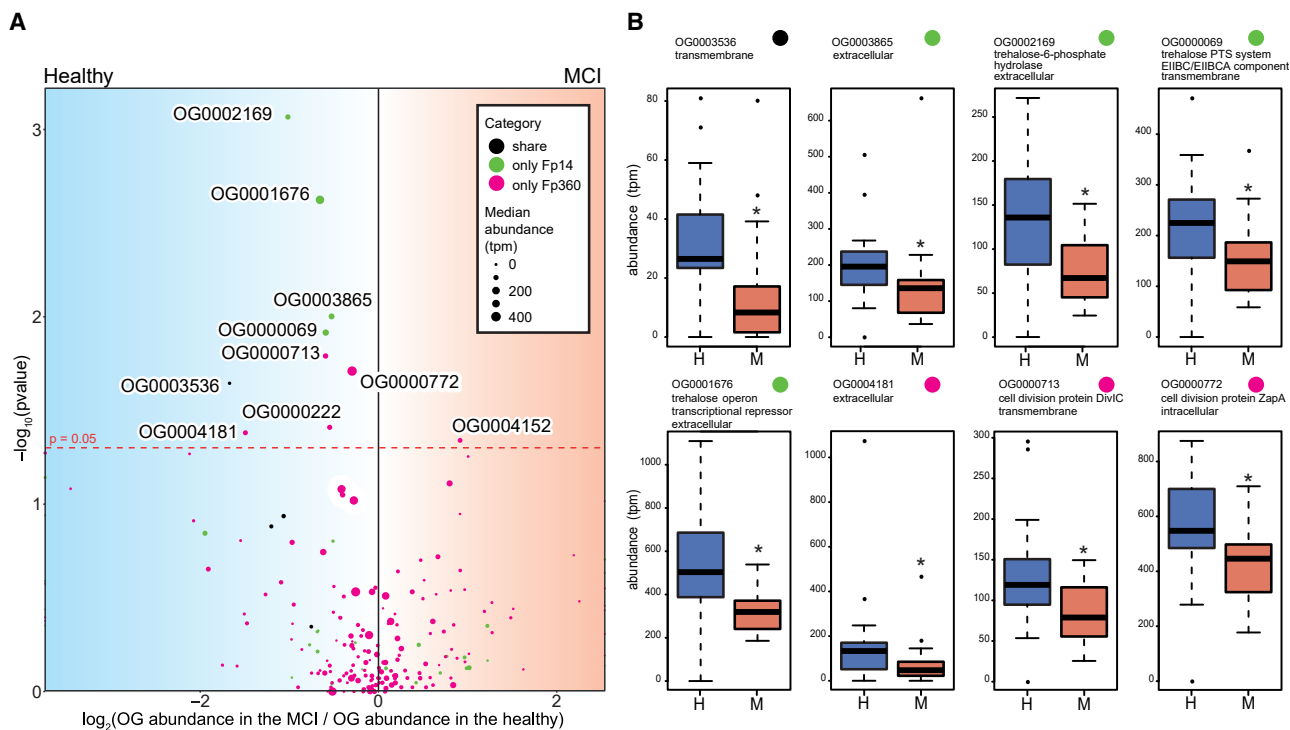 A
Healthy
MCI
OG0002169
OG0001676
OG0003865
OG0000069
OG0000713
OG0003536
OG0000772
OG0000222
OG0004181
OG0004152
p = 0.05
Category
share
only Fp14
only Fp360
Median
abundance
(tpm)
0
200
400
3
2
1
0
−log10(pvalue)
−2
0
2
log2(OG abundance in the MCI / OG abundance in the healthy)
B
OG0003536
transmembrane
abundance (tpm)
80
60
40
20
0
*
H M
OG0003865
extracellular
600
500
400
300
200
100
0
*
H M
OG0002169
trehalose-6-phosphate
hydrolase
extracellular
250
200
150
100
50
0
*
H M
OG0000069
trehalose PTS system
EIIBC/EIIBCA component
transmembrane
400
300
200
100
0
*
H M
OG0001676
trehalose operon
transcriptional repressor
extracellular
abundance (tpm)
1000
800
600
400
200
0
*
H M
OG0004181
extracellular
1000
800
600
400
200
0
*
H M
OG0000713
cell division protein DivIC
transmembrane
300
250
200
150
100
50
0
*
H M
OG0000772
cell division protein ZapA
intracellular
800
600
400
200
0
*
H M